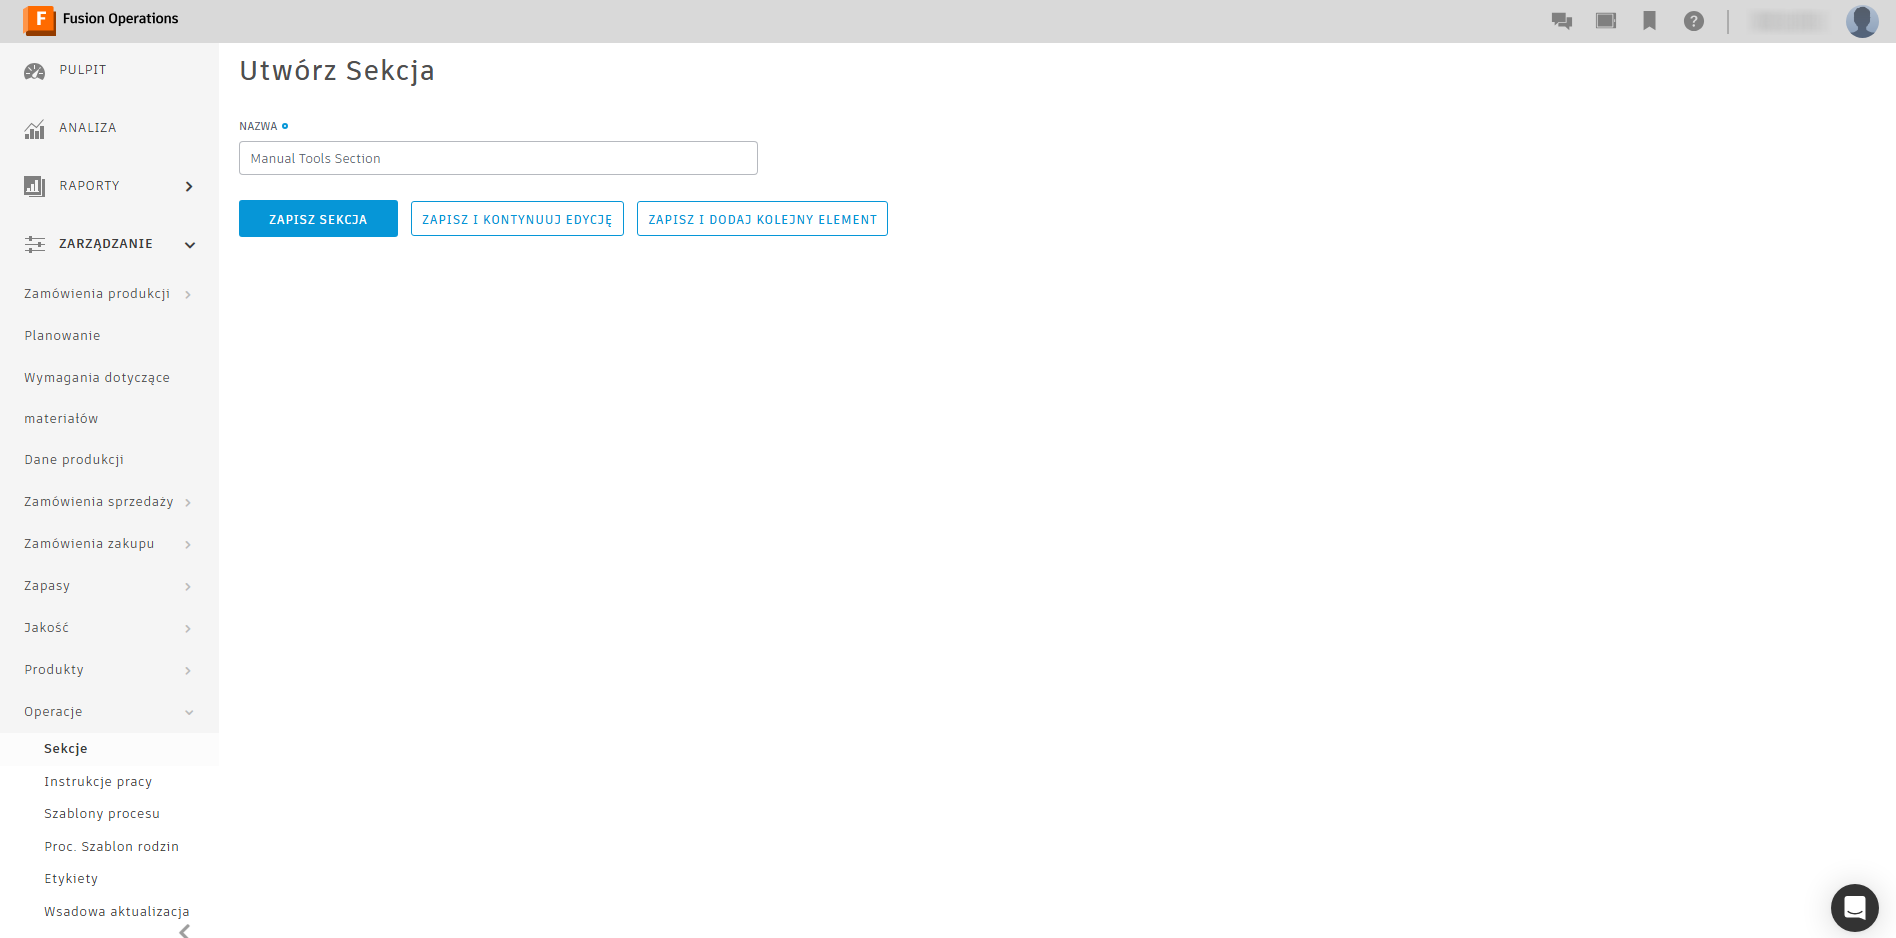 F Fusion Operations
?
PULPIT
ANALIZA
RAPORTY
ZARZĄDZANIE
Zamówienia produkcji
Planowanie
Wymagania dotyczące
materiałów
Dane produkcji
Zamówienia sprzedaży
Zamówienia zakupu
Zapasy
Jakość
Produkty
Operacje
Sekcje
Instrukcje pracy
Szablony procesu
Proc. Szablon rodzin
Etykiety
Wsadowa aktualizacja
Utwórz Sekcja
NAZWA
Manual Tools Section
ZAPISZ SEKCJA ZAPISZ I KONTYNUUJ EDYCJĘ ZAPISZ I DODAJ KOLEJNY ELEMENT